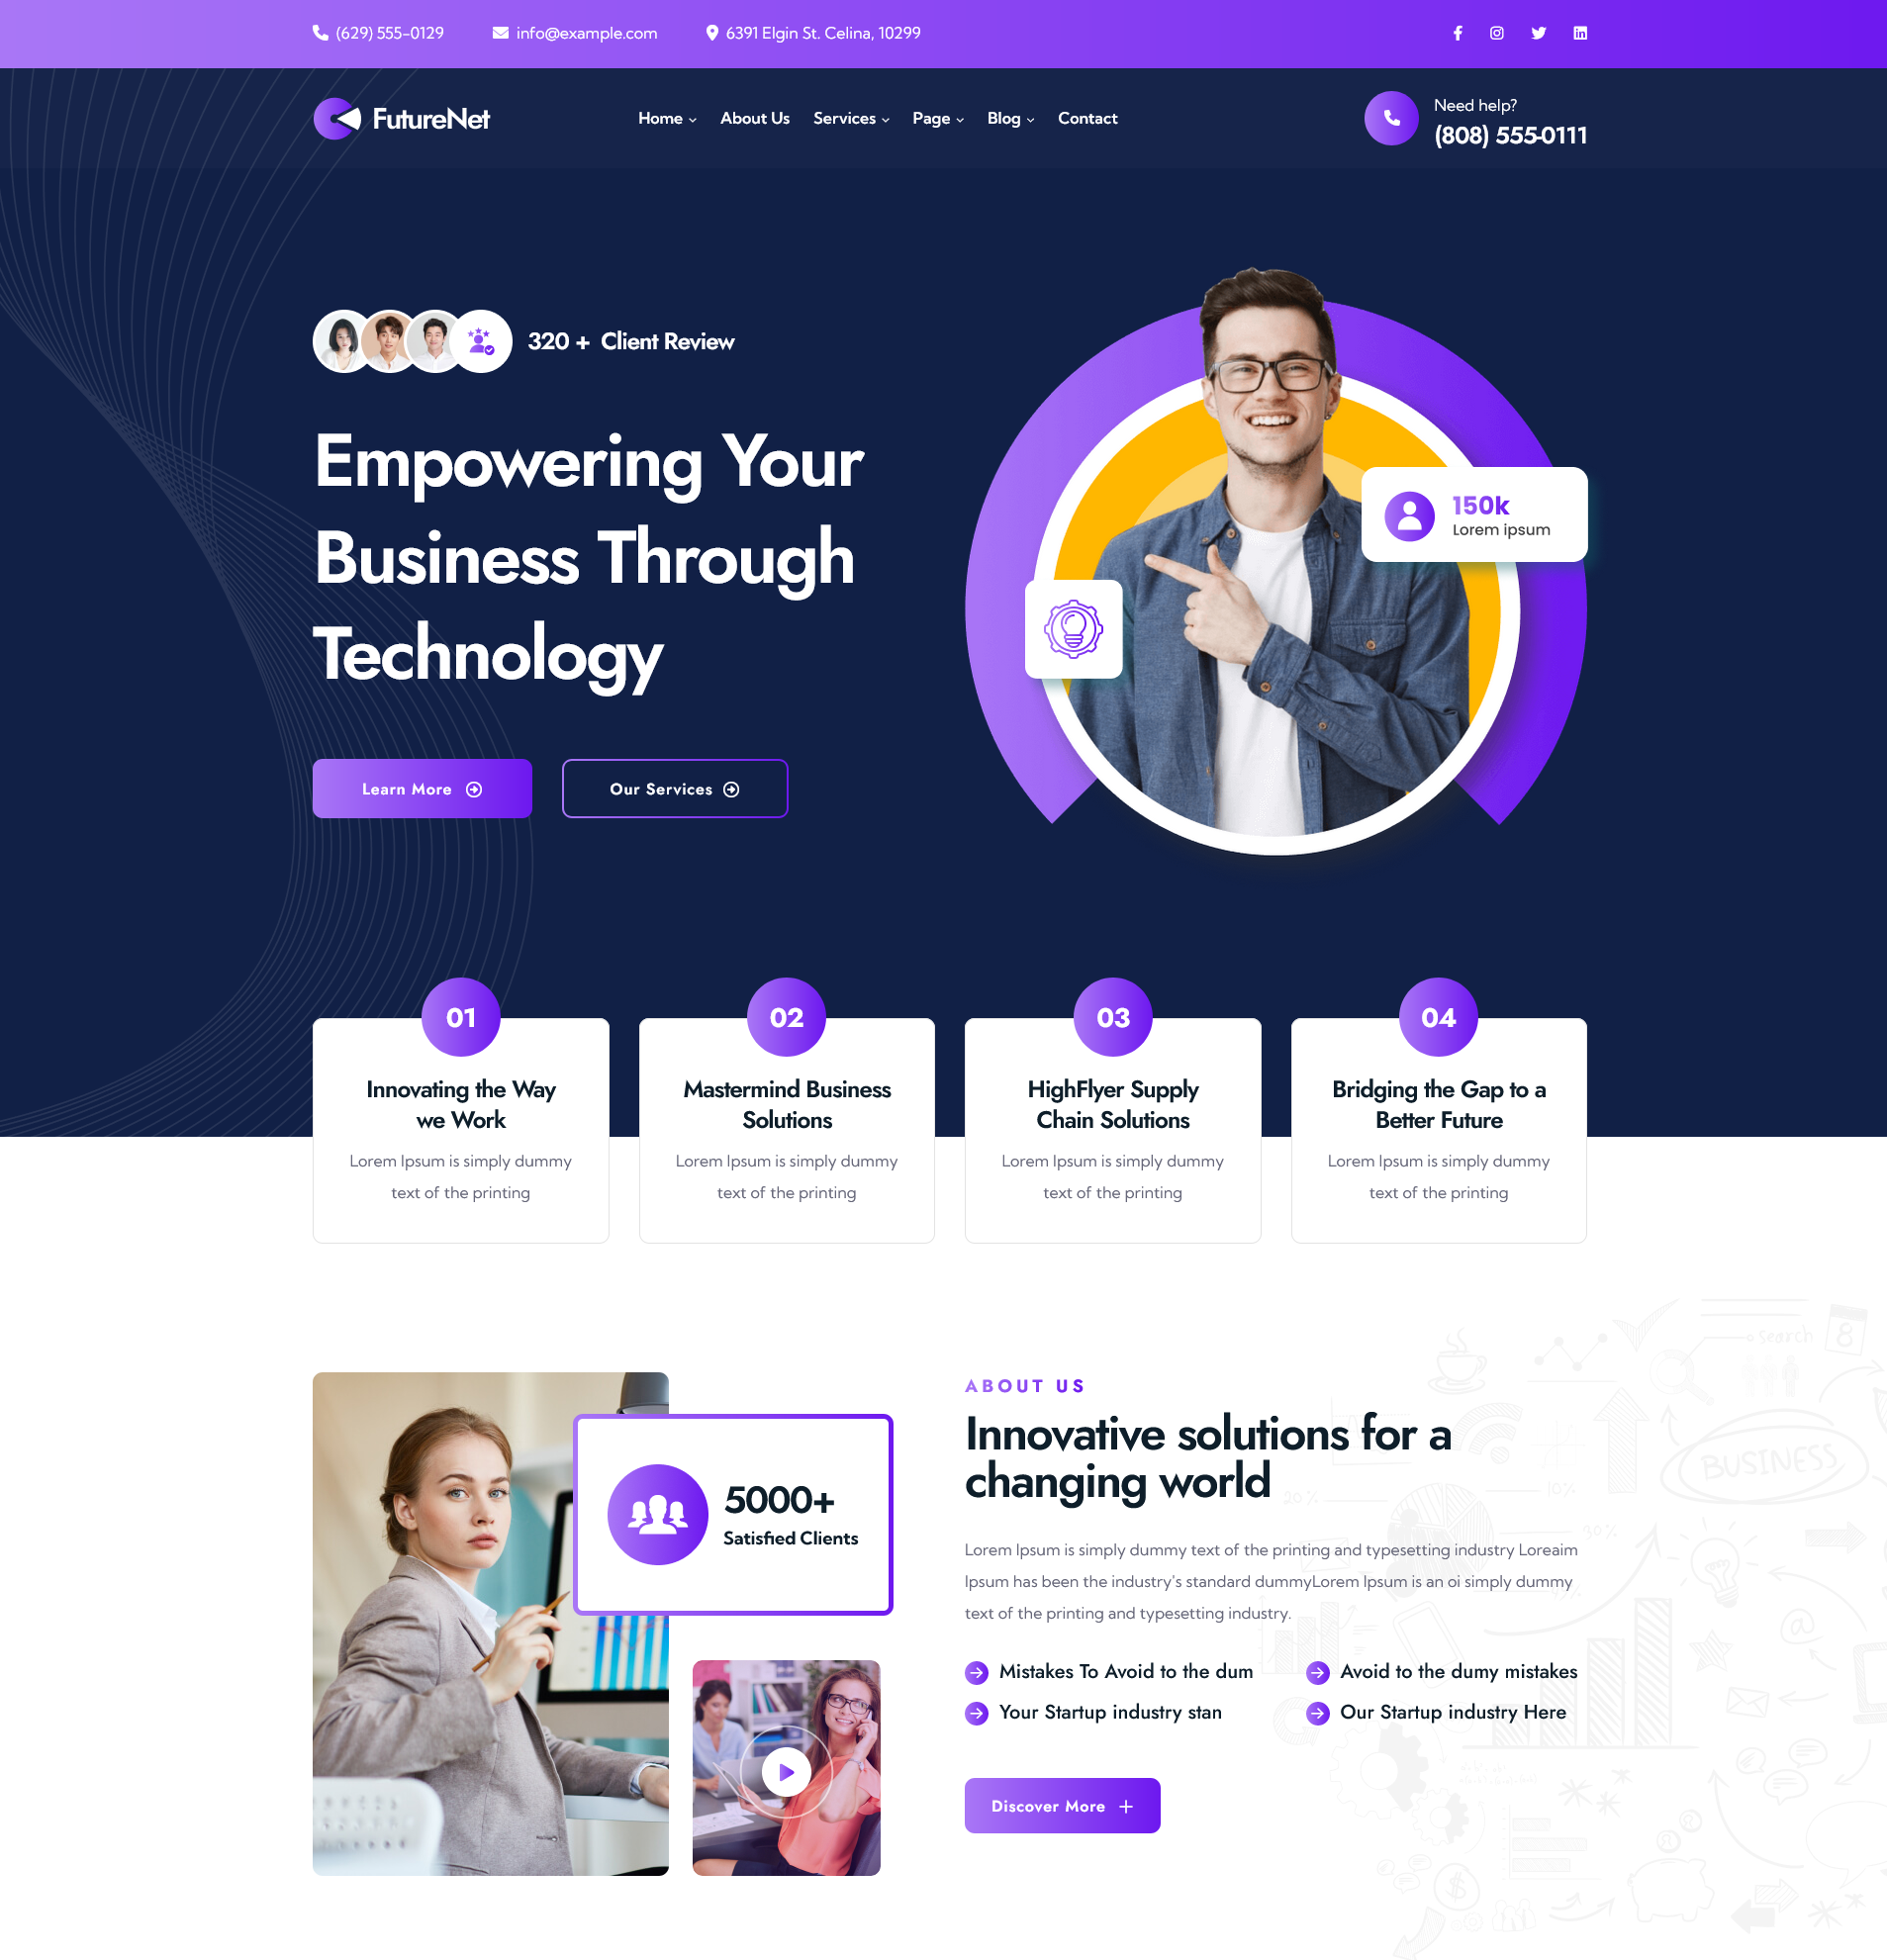 (629) 555-0129
info@example.com
6391 Elgin St. Celina, 10299
FutureNet
Home
About Us
Services
Page
Blog
Contact
Need help?
(808) 555-0111
320 + Client Review
Empowering Your
Business Through
Technology
150k
Lorem ipsum
Learn More
Our Services
01
Innovating the Way
we Work
Lorem Ipsum is simply dummy
text of the printing
02
Mastermind Business
Solutions
Lorem Ipsum is simply dummy
text of the printing
03
HighFlyer Supply
Chain Solutions
Lorem Ipsum is simply dummy
text of the printing
04
Bridging the Gap to a
Better Future
Lorem Ipsum is simply dummy
text of the printing
5000+
Satisfied Clients
ABOUT US
Innovative solutions for a
changing world
Lorem Ipsum is simply dummy text of the printing and typesetting industry Loreaim
Ipsum has been the industry's standard dummyLorem Ipsum is an oi simply dummy
text of the printing and typesetting industry.
Mistakes To Avoid to the dum
Avoid to the dumy mistakes
Your Startup industry stan
Our Startup industry Here
Discover More
search
8
BUSINESS
20%
10%
30%